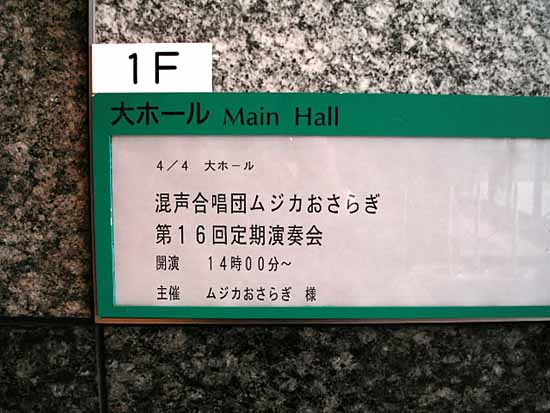 1F
大ホール Main Hall
4／4 大ホール
混声合唱団ムジカおさらぎ
第16回定期演奏会
開演 14時00分～
主催 ムジカおさらぎ 様